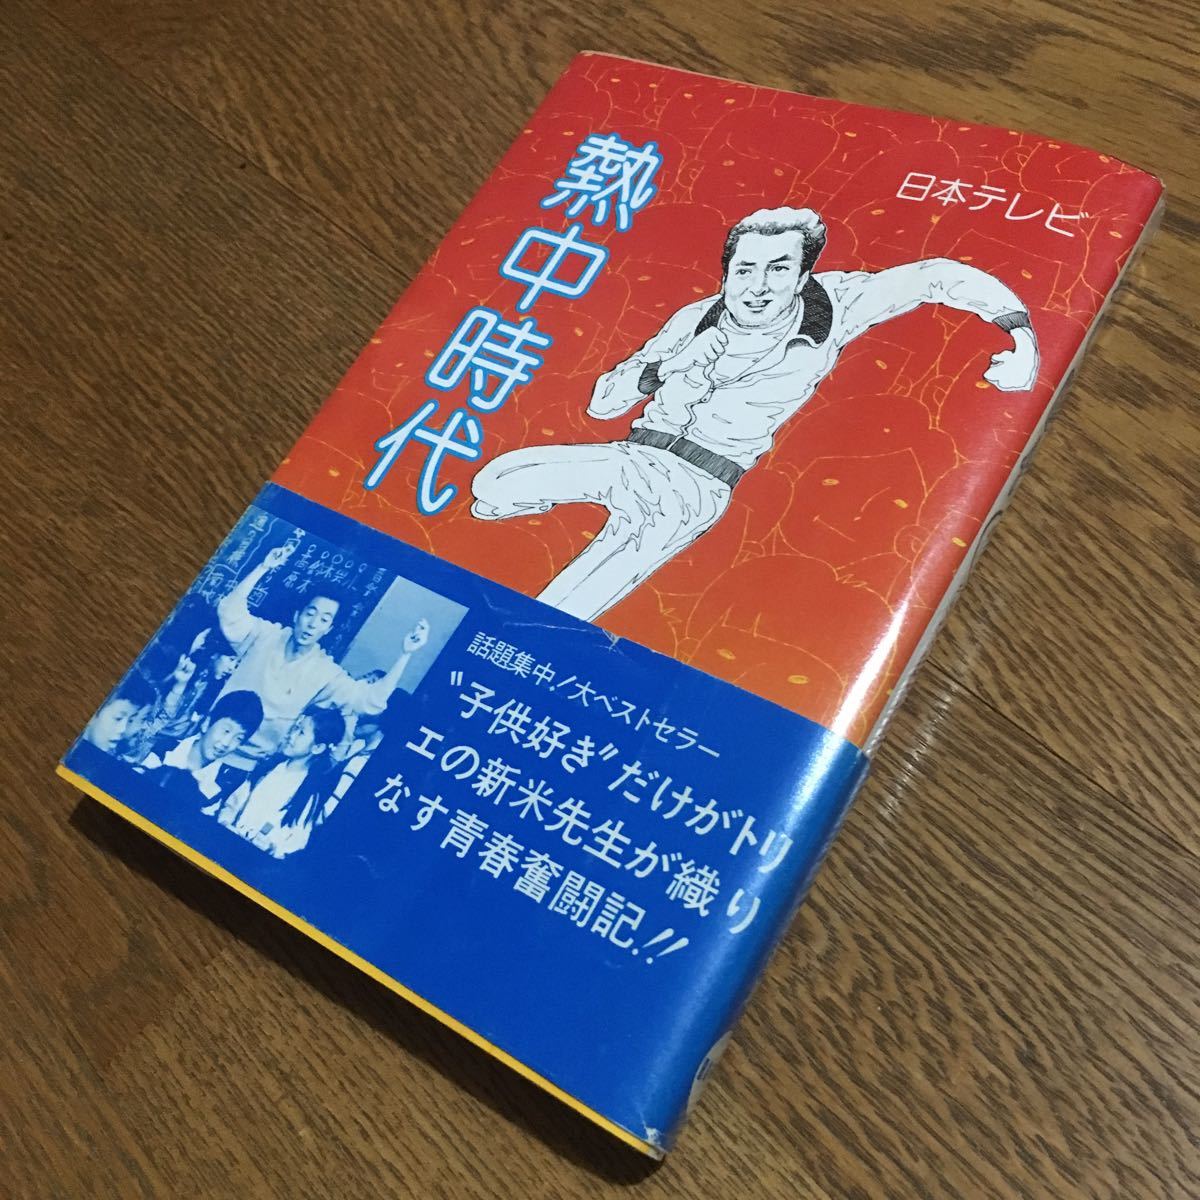 日本テレビ
熱中時代
話題集中!大ベストセラー
"子供好き"だけがトリ
エの新米先生が織り
なす青春奮闘記!!